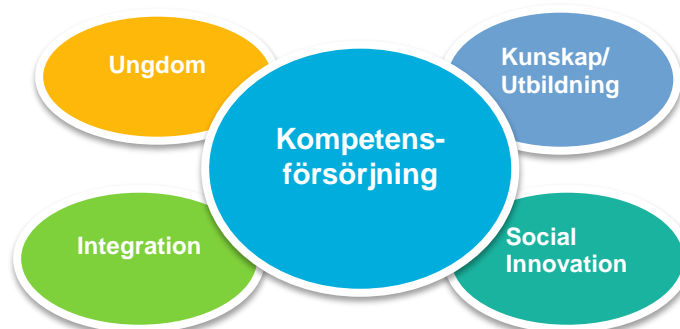 Ungdom
Kunskap/
Utbildning
Kompetens-
försörjning
Integration
Social
Innovation